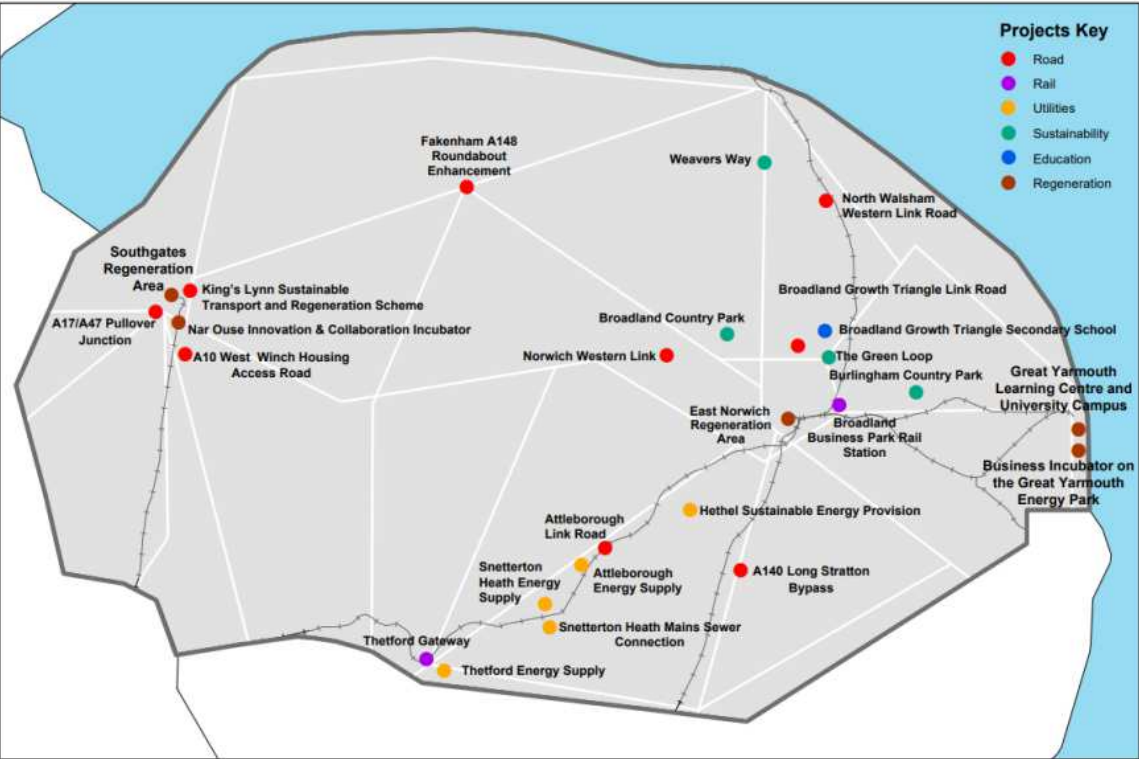 Projects Key
Road
Rail
Utilities
Sustainability
Education
Regeneration
Fakenham A148
Roundabout
Enhancement
Weavers Way
North Walsham
Western Link Road
Southgates
Regeneration
Area
King's Lynn Sustainable
Transport and Regeneration Scheme
A17/A47 Pullover
Junction
Nar Ouse Innovation & Collaboration Incubator
A10 West Winch Housing
Access Road
Broadland Growth Triangle Link Road
Broadland Country Park
Broadland Growth Triangle Secondary School
Norwich Western Link
The Green Loop
Burlingham Country Park
Great Yarmouth
Learning Centre and
University Campus
East Norwich
Regeneration
Area
Broadland
Business Park Rail
Station
Business Incubator on
the Great Yarmouth
Energy Park
Hethel Sustainable Energy Provision
Attleborough
Link Road
Snetterton
Heath Energy
Supply
Attleborough
Energy Supply
A140 Long Stratton
Bypass
Snetterton Heath Mains Sewer
Connection
Thetford Gateway
Thetford Energy Supply